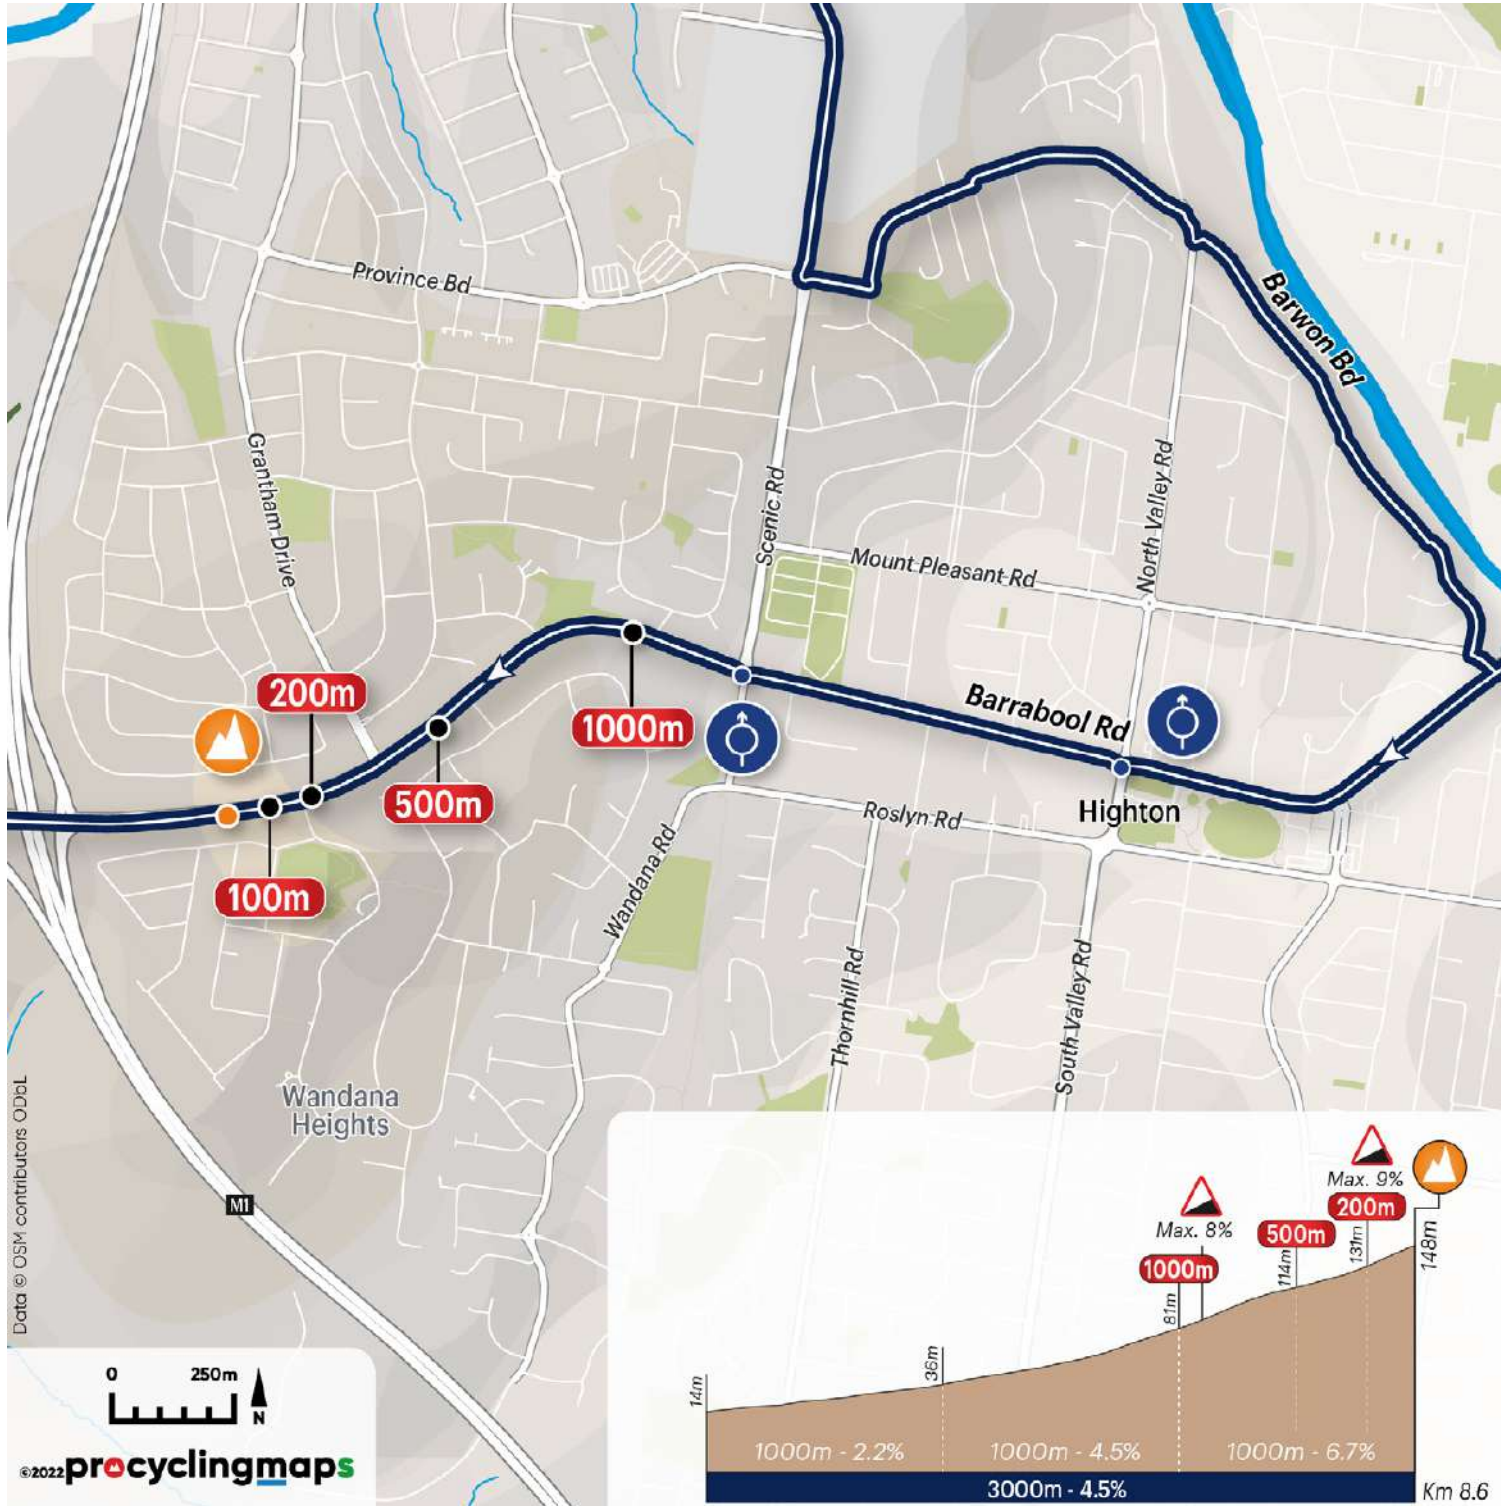 Province Bd
Barwon Bd
Grantham Drive
Scenic Rd
North Valley Rd
Mount Pleasant Rd
200m
1000m
Barrabool Rd
500m
Highton
Roslyn Rd
100m
Wandana Rd
Thornhill Rd
South Valley Rd
Wandana
Heights
M1
Data © OSM contributors ODbL
0 250m
N
©2022 procyclingmaps
Max. 9%
200m
Max. 8%
500m
1000m
14m
36m
81m
114m
131m
148m
1000m - 2.2%
1000m - 4.5%
1000m - 6.7%
3000m - 4.5%
Km 8.6